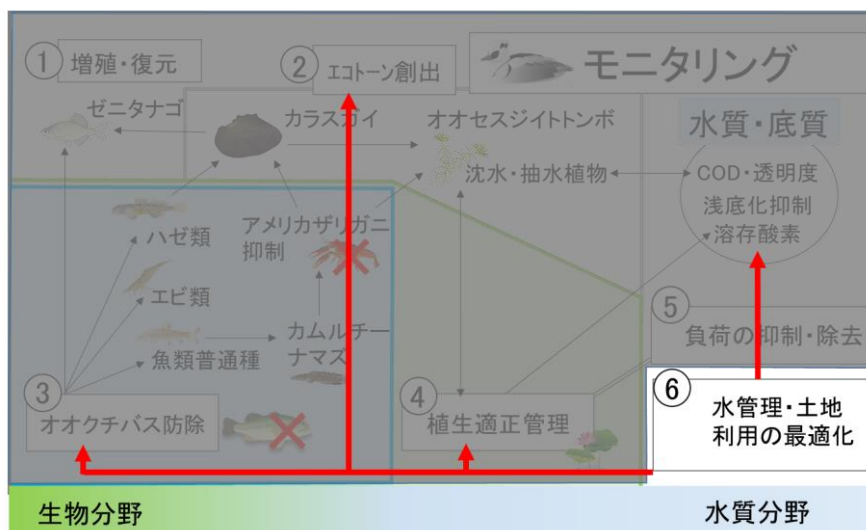 ① 増殖・復元
② エコトーン創出
モニタリング
ゼニタナゴ
カラスガイ
オオセスジイトトンボ
水質・底質
沈水・抽水植物
COD・透明度
浅底化抑制
溶存酸素
ハゼ類
アメリカザリガニ
抑制
エビ類
カムルチー
ナマズ
魚類普通種
⑤
負荷の抑制・除去
③
オオクチバス防除
④
植生適正管理
⑥
水管理・土地
利用の最適化
生物分野
水質分野